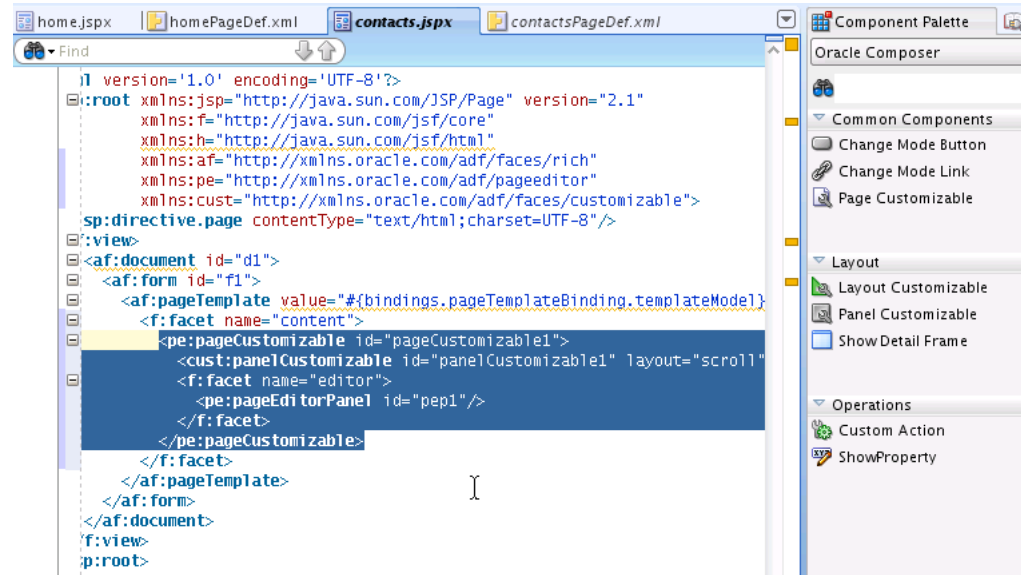 home.jspx homePageDef.xml contacts.jspx contactsPageDef.xml
Find
l version='1.0' encoding='UTF-8'?>
:root xmlns:jsp="http://java.sun.com/JSP/Page" version="2.1"
xmlns:f="http://java.sun.com/jsf/core"
xmlns:h="http://java.sun.com/jsf/html"
xmlns:af="http://xmlns.oracle.com/adf/faces/rich"
xmlns:pe="http://xmlns.oracle.com/adf/pageeditor"
xmlns:cust="http://xmlns.oracle.com/adf/faces/customizable">
sp:directive.page contentType="text/html;charset=UTF-8"/>
:view>
<af:document id="d1">
<af:form id="f1">
<af:pageTemplate value="#{bindings.pageTemplateBinding.templateModel}
<f:facet name="content">
<pe:pageCustomizable id="pageCustomizable1">
<cust:panelCustomizable id="panelCustomizable1" layout="scroll"
<f:facet name="editor">
<pe:pageEditorPanel id="pep1"/>
</f:facet>
</pe:pageCustomizable>
</f:facet>
</af:pageTemplate>
</af:form>
</af:document>
f:view>
p:root>
Component Palette
Oracle Composer
Common Components
Change Mode Button
Change Mode Link
Page Customizable
Layout
Layout Customizable
Panel Customizable
Show Detail Frame
Operations
Custom Action
ShowProperty